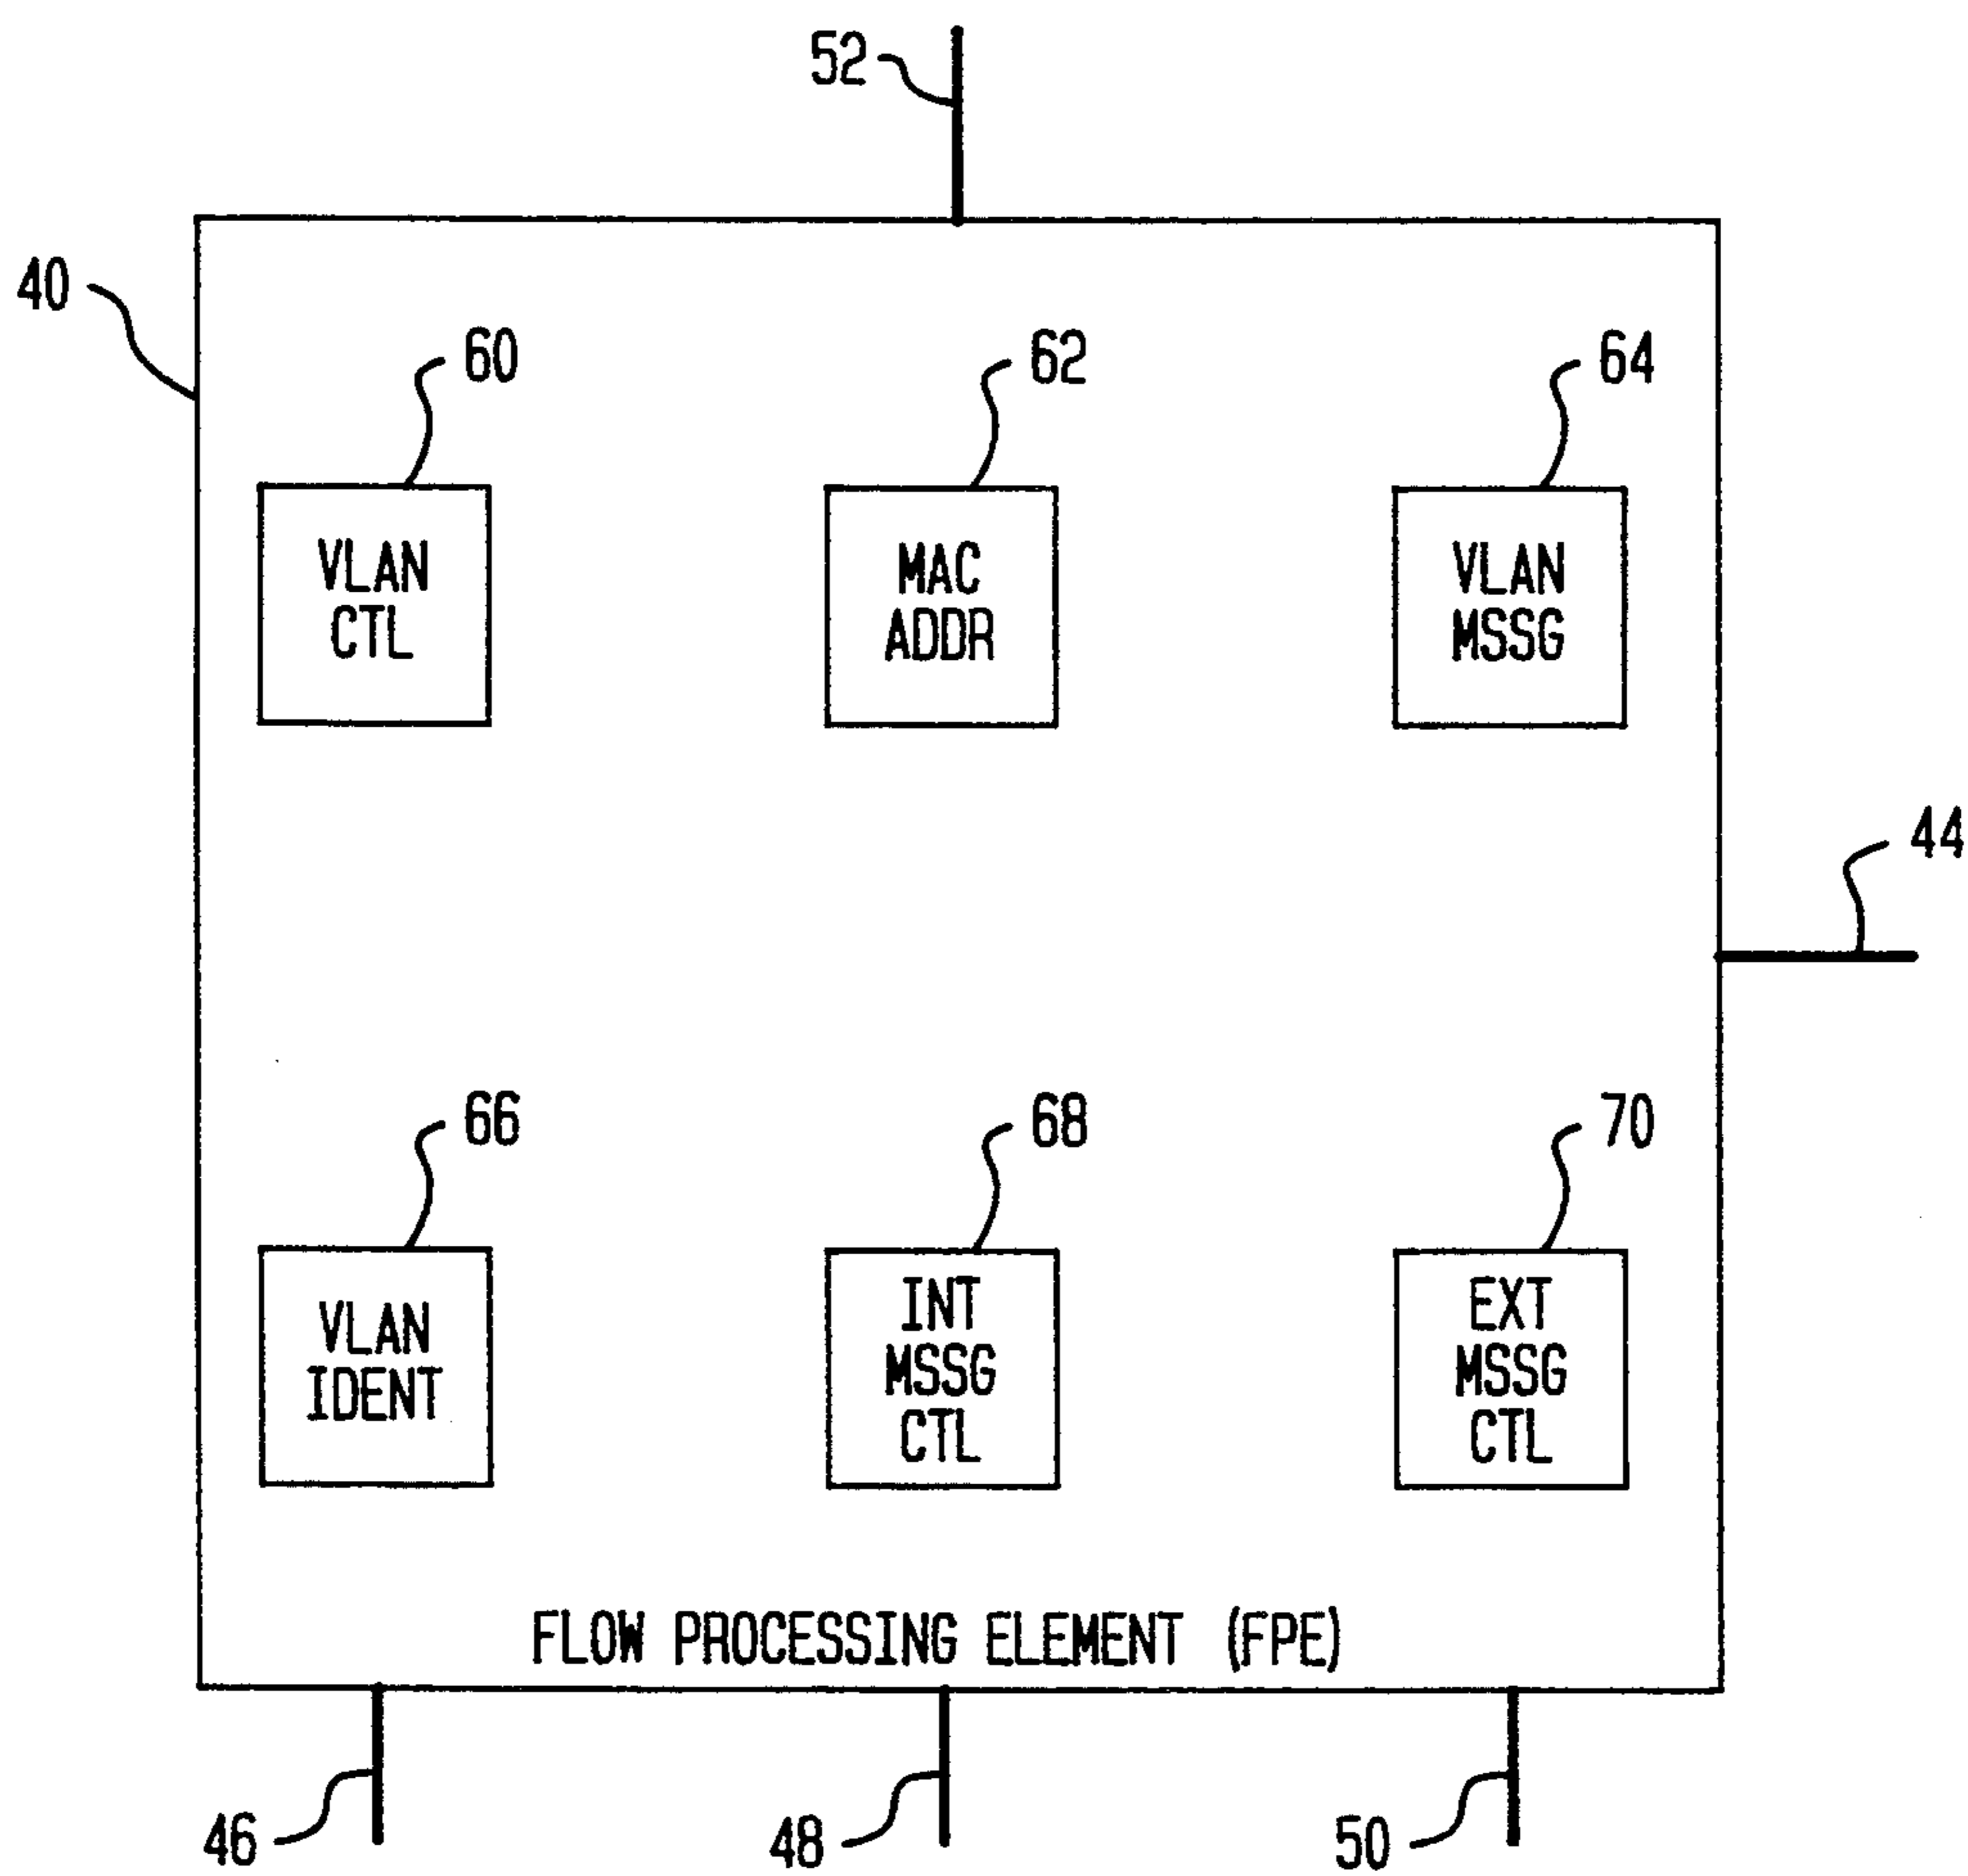 52
40
60
62
64
VLAN
CTL
MAC
ADDR
VLAN
MSSG
44
66
68
70
VLAN
IDENT
INT
MSSG
CTL
EXT
MSSG
CTL
FLOW PROCESSING ELEMENT (FPE)
46
48
50